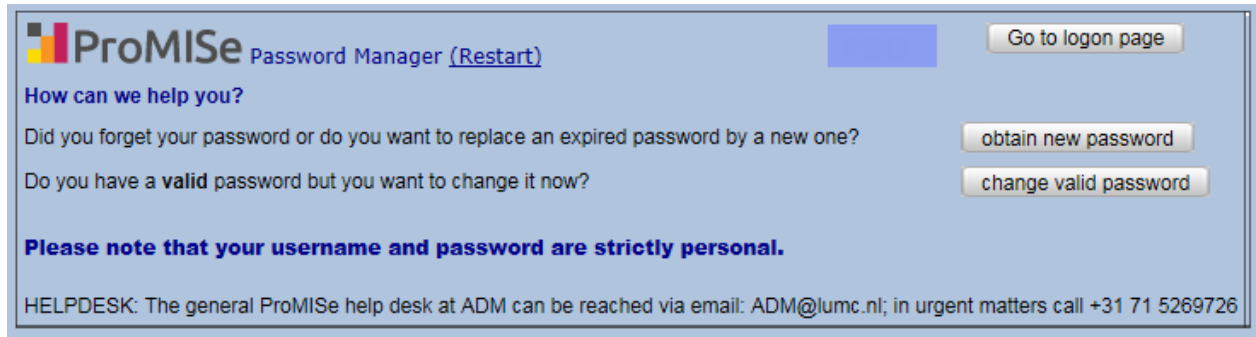 ProMISe Password Manager (Restart) Go to logon page
How can we help you?
Did you forget your password or do you want to replace an expired password by a new one? obtain new password
Do you have a valid password but you want to change it now? change valid password
Please note that your username and password are strictly personal.
HELPDESK: The general ProMISe help desk at ADM can be reached via email: ADM@lumc.nl; in urgent matters call +31 71 5269726